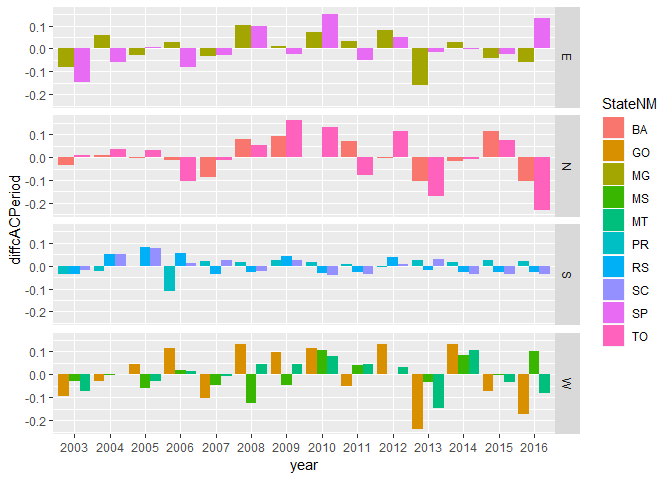 0.1
0.0
-0.1
-0.2
E
0.1
0.0
-0.1
-0.2
N
0.1
0.0
-0.1
-0.2
S
0.1
0.0
-0.1
-0.2
W
diffcACPeriod
2003 2004 2005 2006 2007 2008 2009 2010 2011 2012 2013 2014 2015 2016
year
StateNM
BA
GO
MG
MS
MT
PR
RS
SC
SP
TO